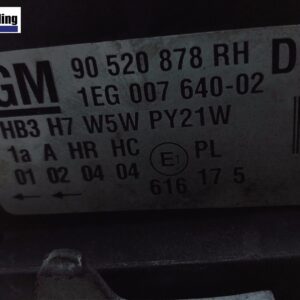 ling
GM 90 520 878 RH D
1EG 007 640-02
HB3 H7 W5W PY21W
1a A HR HC E1 PL
01 02 04 04 616 17 5